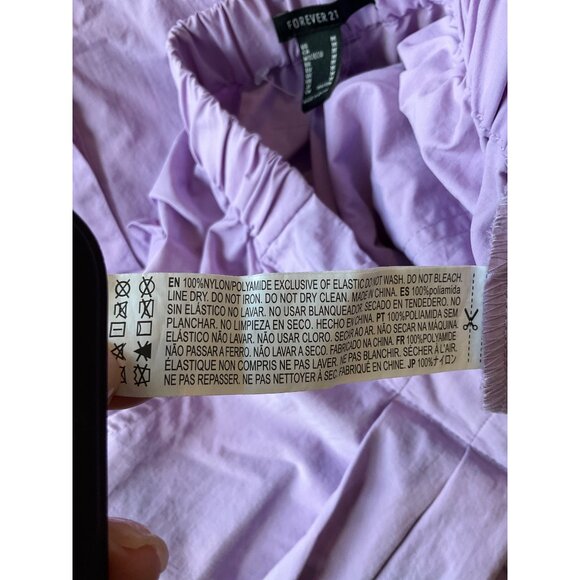 FOREVER 21
EN 100%NYLON/POLYAMIDE EXCLUSIVE OF ELASTIC.DO NOT WASH. DO NOT BLEACH.
LINE DRY. DO NOT IRON. DO NOT DRY CLEAN. MADE IN CHINA. ES 100%poliamida
SIN ELÁSTICO NO LAVAR. NO USAR BLANQUEADOR. SECADO EN TENDEDERO. NO
PLANCHAR. NO LIMPIEZA EN SECO. HECHO EN CHINA. PT 100%POLIAMIDA SEM
ELÁSTICO NÃO LAVAR. NÃO USAR CLORO. SECAR AO AR. NÃO SECAR NA MAQUINA.
NÃO PASSAR A FERRO. NÃO LAVAR A SECO. FABRICADO NA CHINA. FR 100%POLYAMIDE
ÉLASTIQUE NON COMPRIS NE PAS LAVER. NE PAS BLANCHIR. SÉCHER À L'AIR.
NE PAS REPASSER. NE PAS NETTOYER À SEC. FABRIQUÉ EN CHINE. JP 100%ナイロン